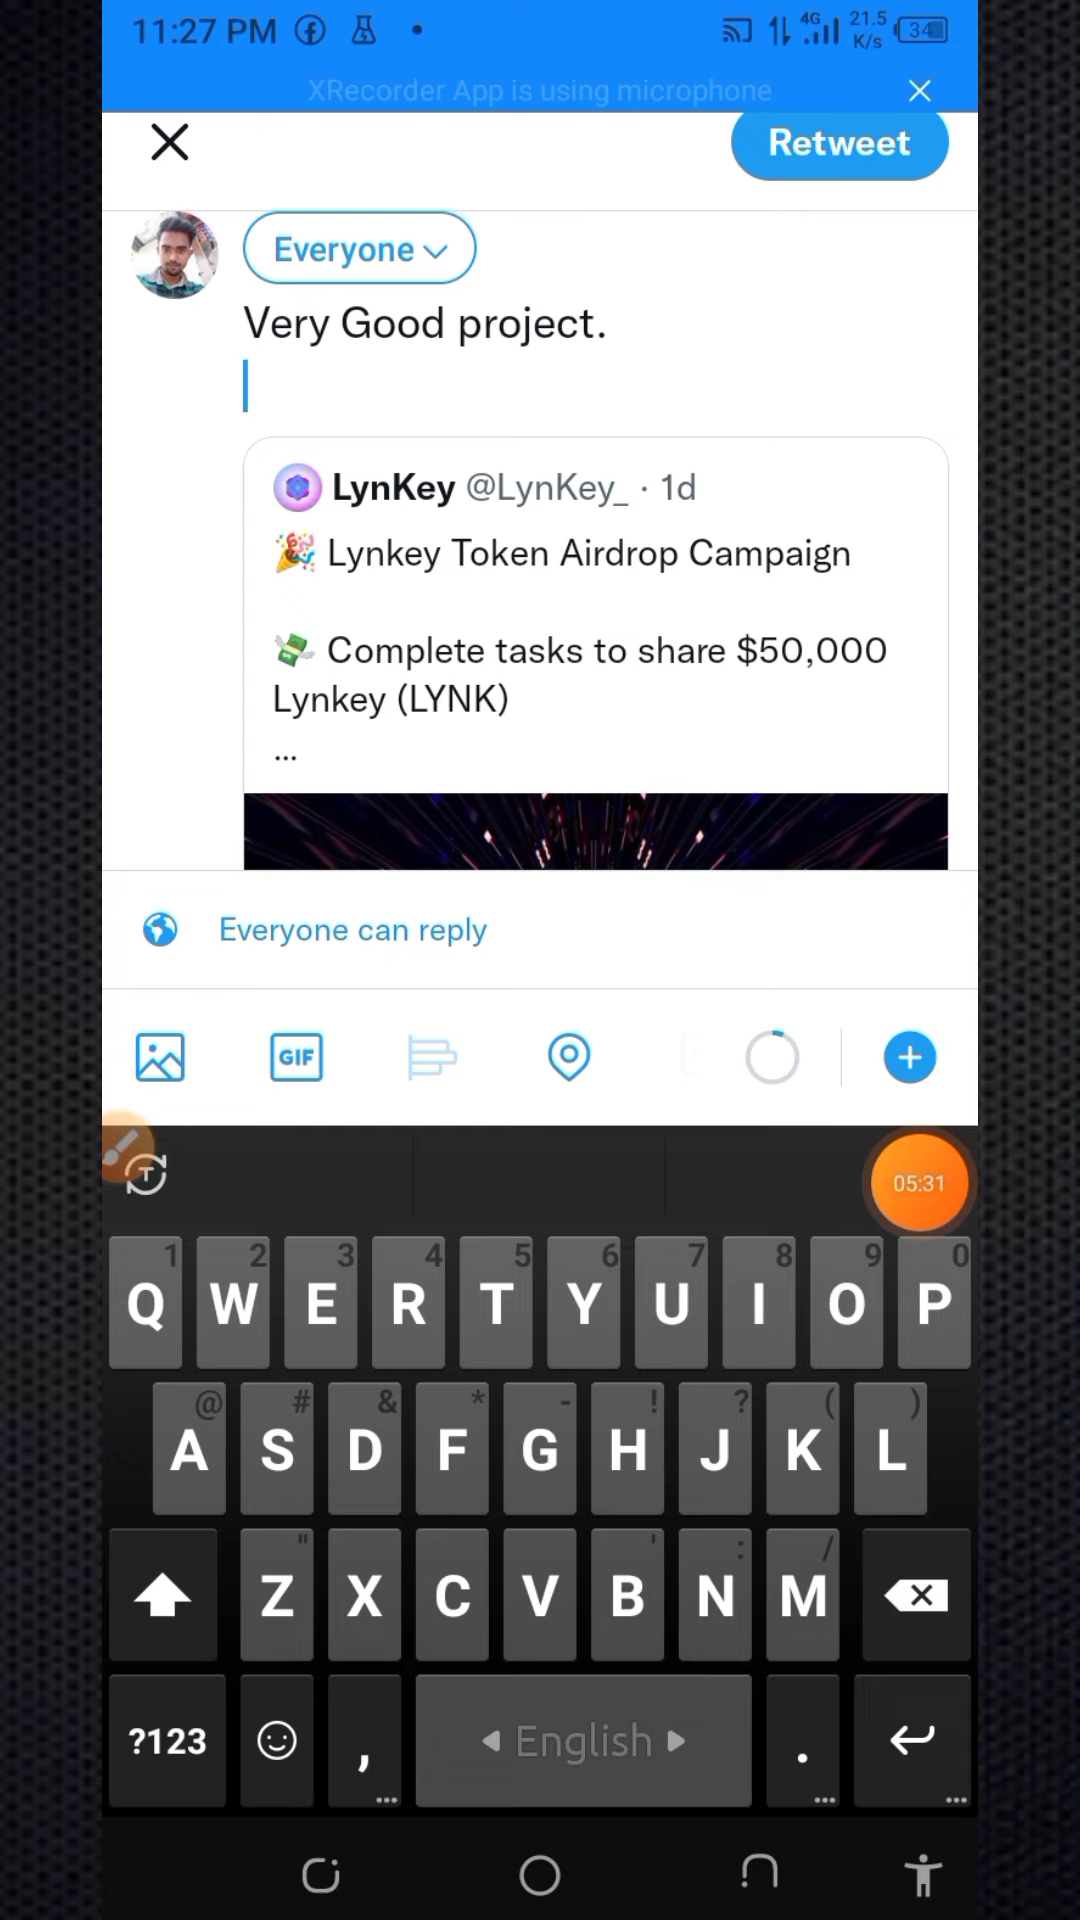 11:27 PM 4G 21.5 K/s 34
XRecorder App is using microphone
Retweet
Everyone
Very Good project.
LynKey @LynKey_ · 1d
🎉 Lynkey Token Airdrop Campaign
💸 Complete tasks to share $50,000
Lynkey (LYNK)
...
Everyone can reply
GIF
T
05:31
1 2 3 4 5 6 7 8 9 0
Q W E R T Y U I O P
@ # & * - ! ? ( )
A S D F G H J K L
" ' : /
Z X C V B N M
?123 , English .